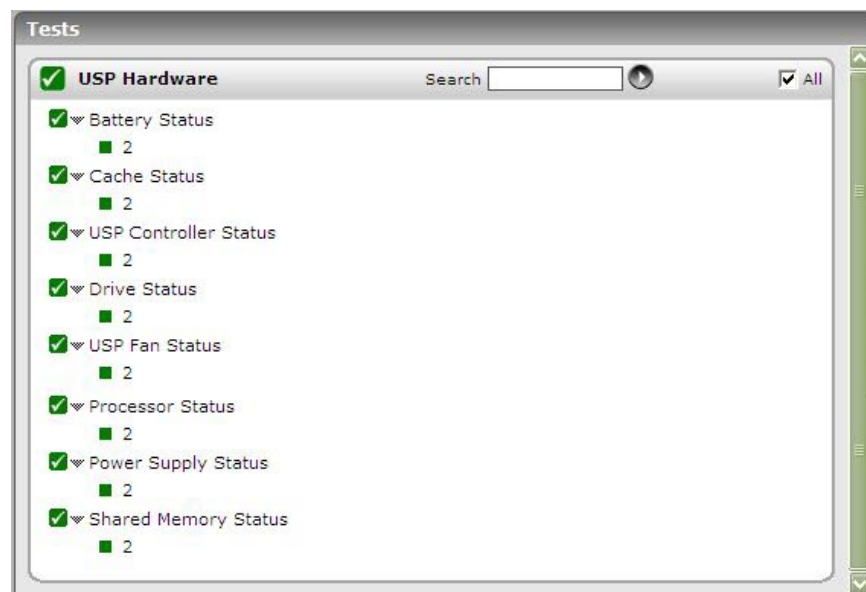 Tests
USP Hardware Search All
Battery Status
2
Cache Status
2
USP Controller Status
2
Drive Status
2
USP Fan Status
2
Processor Status
2
Power Supply Status
2
Shared Memory Status
2